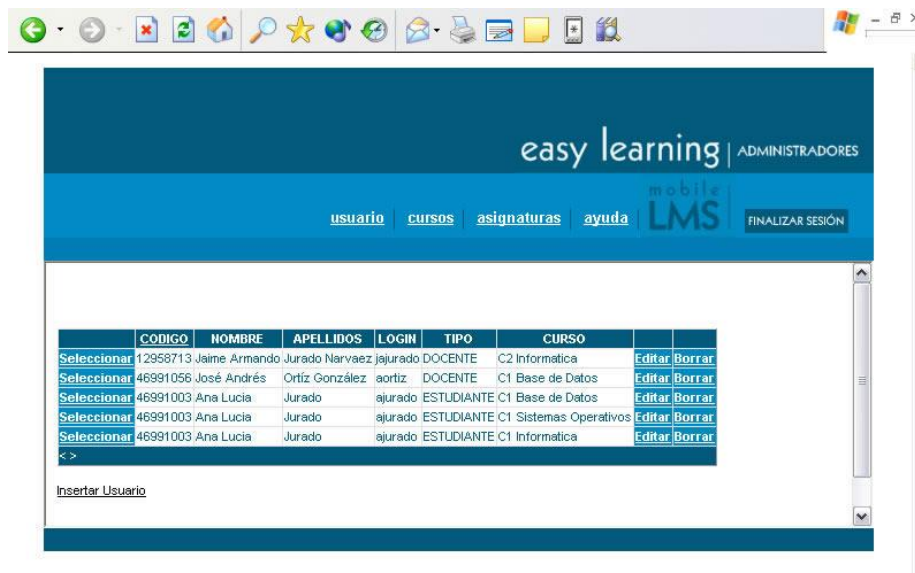 easy learning | ADMINISTRADORES
mobile
usuario cursos asignaturas ayuda LMS FINALIZAR SESIÓN
CODIGO NOMBRE APELLIDOS LOGIN TIPO CURSO
Seleccionar 12958713 Jaime Armando Jurado Narvaez jajurado DOCENTE C2 Informatica Editar Borrar
Seleccionar 46991056 José Andrés Ortíz González aortiz DOCENTE C1 Base de Datos Editar Borrar
Seleccionar 46991003 Ana Lucia Jurado ajurado ESTUDIANTE C1 Base de Datos Editar Borrar
Seleccionar 46991003 Ana Lucia Jurado ajurado ESTUDIANTE C1 Sistemas Operativos Editar Borrar
Seleccionar 46991003 Ana Lucia Jurado ajurado ESTUDIANTE C1 Informatica Editar Borrar
< >
Insertar Usuario